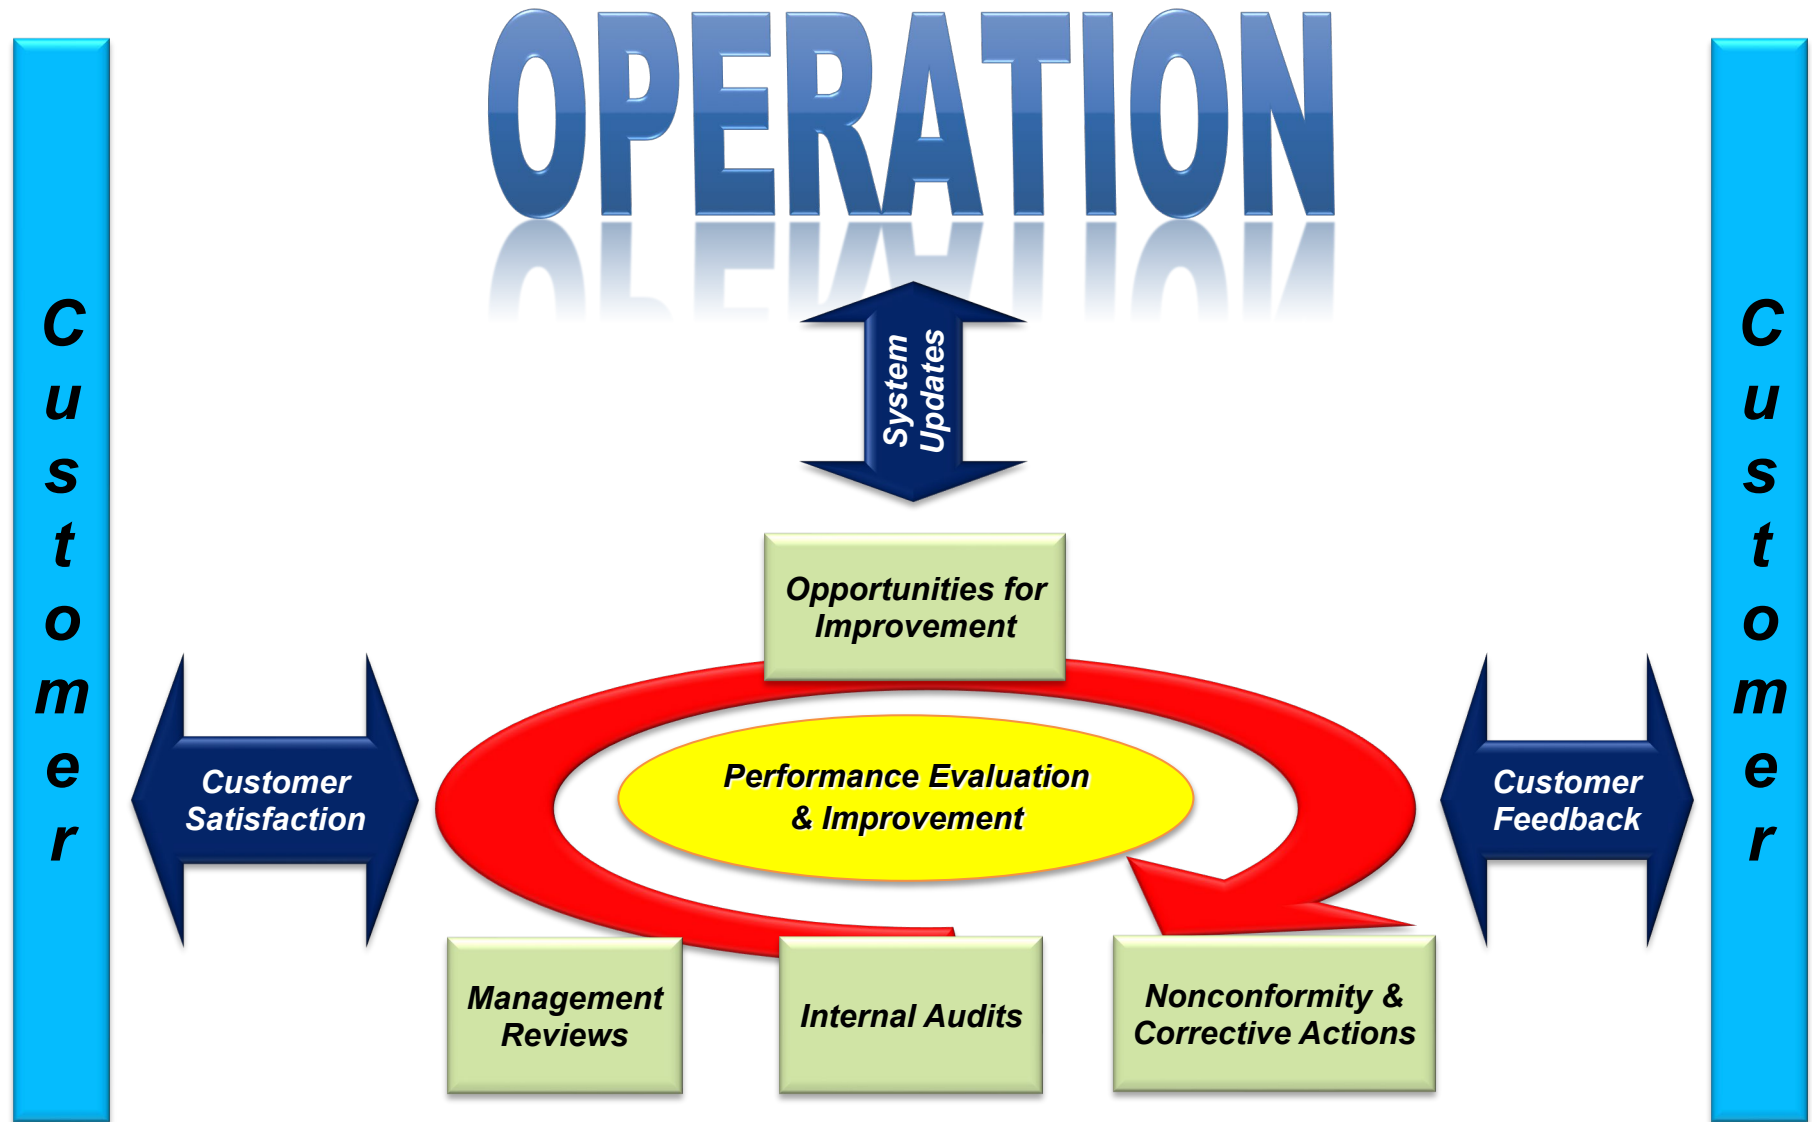 OPERATION
Customer
Customer
System
Updates
Opportunities for
Improvement
Performance Evaluation
& Improvement
Customer
Satisfaction
Customer
Feedback
Management
Reviews
Internal Audits
Nonconformity &
Corrective Actions